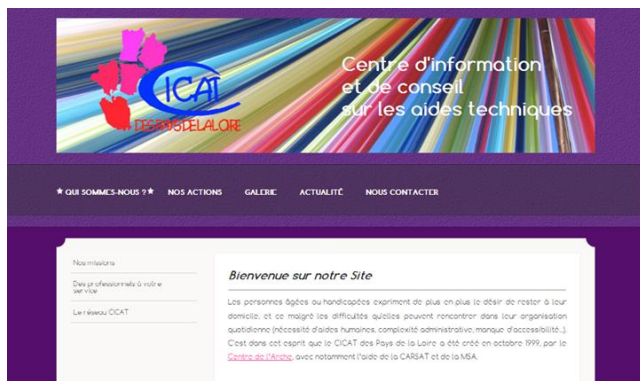 CICAT
DES PAYS DE LA LOIRE
Centre d'information
et de conseil
sur les aides techniques
★ QUI SOMMES-NOUS ? ★ NOS ACTIONS GALERIE ACTUALITÉ NOUS CONTACTER
Nos missions
Des professionnels à votre
service
Le réseau CICAT
Bienvenue sur notre Site
Les personnes âgées ou handicapées expriment de plus en plus le désir de rester à leur
domicile, et ce malgré les difficultés qu'elles peuvent rencontrer dans leur organisation
quotidienne (nécessité d'aides humaines, complexité administrative, manque d'accessibilité...).
C'est dans cet esprit que le CICAT des Pays de la Loire a été créé en octobre 1999, par le
Centre de l'Arche, avec notamment l'aide de la CARSAT et de la MSA.